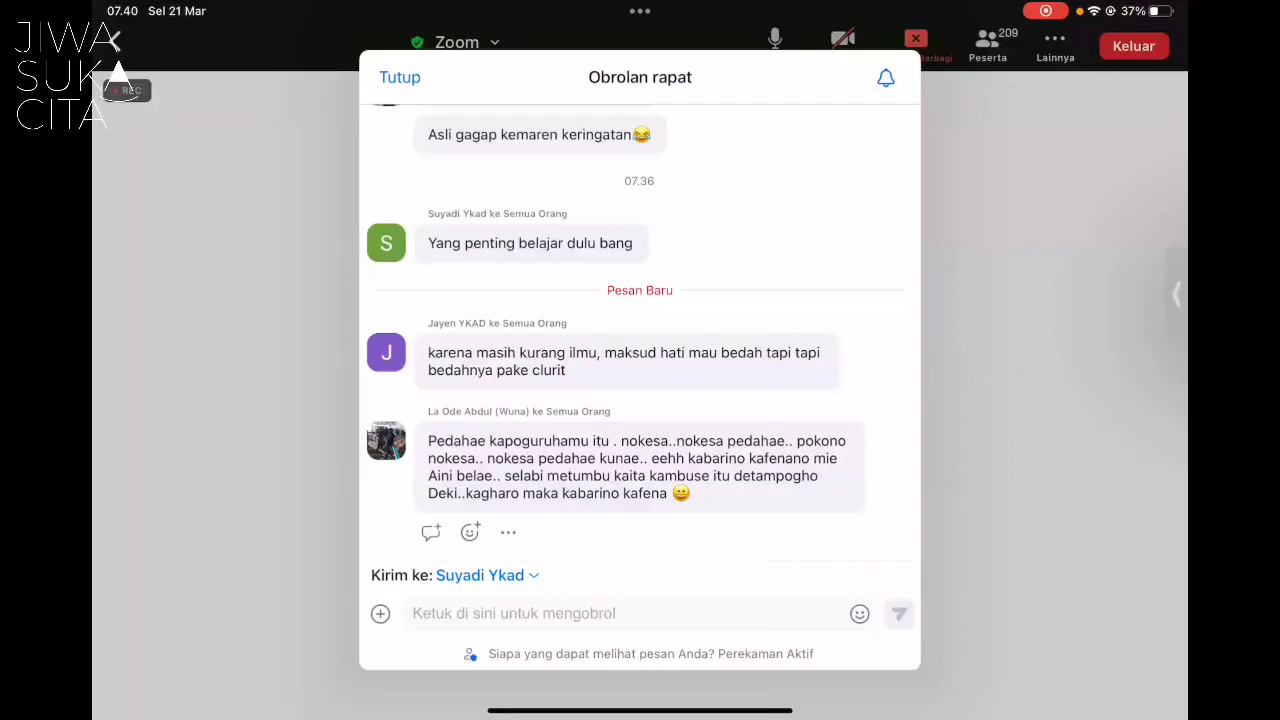 JIWA
SUKA
CITA
07.40 Sel 21 Mar
37%
Zoom
209
Peserta
Lainnya
Keluar
REC
Tutup
Obrolan rapat
Asli gagap kemaren keringatan😂
07.36
Suyadi Ykad ke Semua Orang
S
Yang penting belajar dulu bang
Pesan Baru
Jayen YKAD ke Semua Orang
J
karena masih kurang ilmu, maksud hati mau bedah tapi tapi
bedahnya pake clurit
La Ode Abdul (Wuna) ke Semua Orang
Pedahae kapoguruhamu itu . nokesa..nokesa pedahae.. pokono
nokesa.. nokesa pedahae kunae.. eehh kabarino kafenano mie
Aini belae.. selabi metumbu kaita kambuse itu detampogho
Deki..kagharo maka kabarino kafena 😄
Kirim ke: Suyadi Ykad
Ketuk di sini untuk mengobrol
Siapa yang dapat melihat pesan Anda? Perekaman Aktif